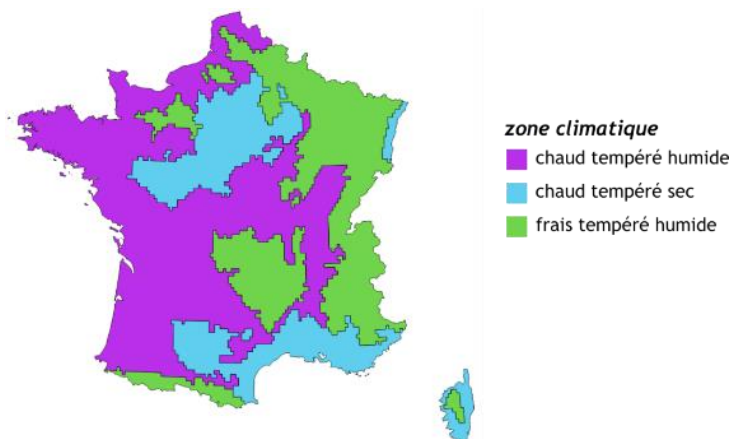 zone climatique
chaud tempéré humide
chaud tempéré sec
frais tempéré humide